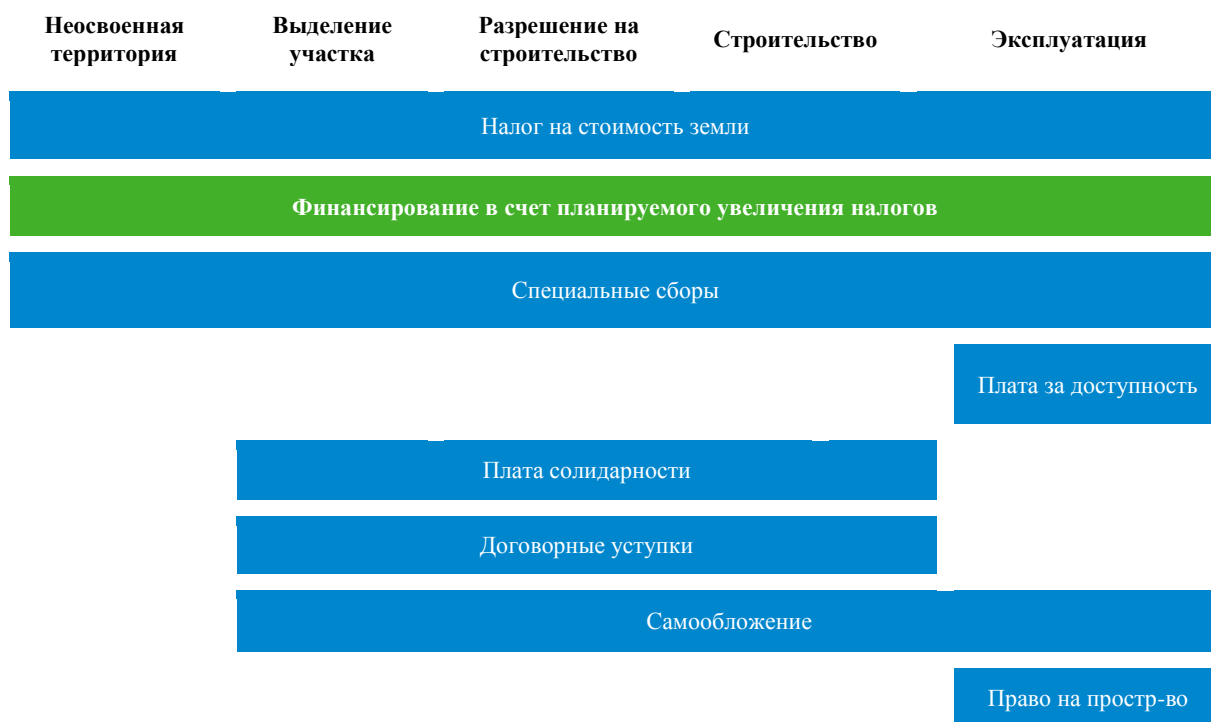 Неосвоенная
территория
Выделение
участка
Разрешение на
строительство
Строительство
Эксплуатация
Налог на стоимость земли
Финансирование в счет планируемого увеличения налогов
Специальные сборы
Плата за доступность
Плата солидарности
Договорные уступки
Самообложение
Право на простр-во